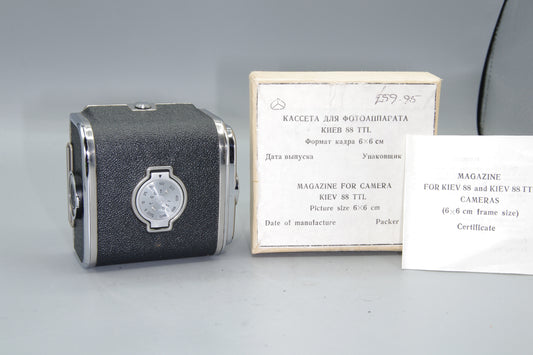 £59.95
КАССЕТА ДЛЯ ФОТОАППАРАТА
КИЕВ 88 TTL
Формат кадра 6×6 см
Дата выпуска Упаковщик
MAGAZINE FOR CAMERA
KIEV 88 TTL
Picture size 6×6 cm
Date of manufacture Packer
MAGAZINE
FOR KIEV 88 and KIEV 88 TTL
CAMERAS
(6×6 cm frame size)
Certificate